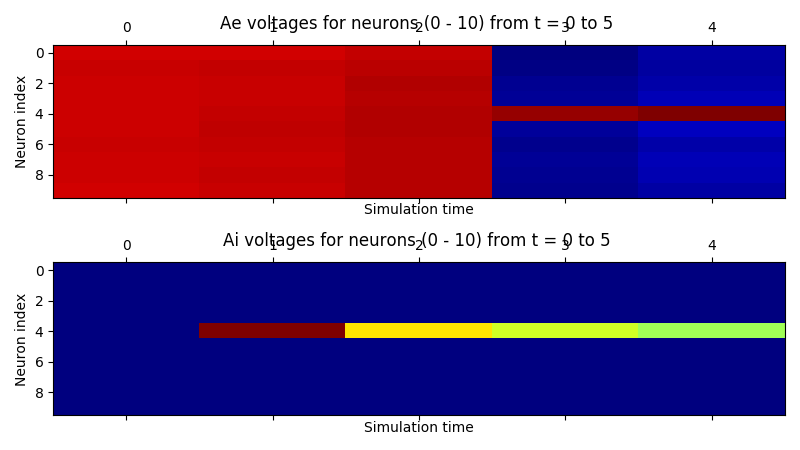 Ae voltages for neurons (0 - 10) from t = 0 to 5
0 1 2 3 4
0
2
4
6
8
Neuron index
Simulation time
Ai voltages for neurons (0 - 10) from t = 0 to 5
0 1 2 3 4
0
2
4
6
8
Neuron index
Simulation time